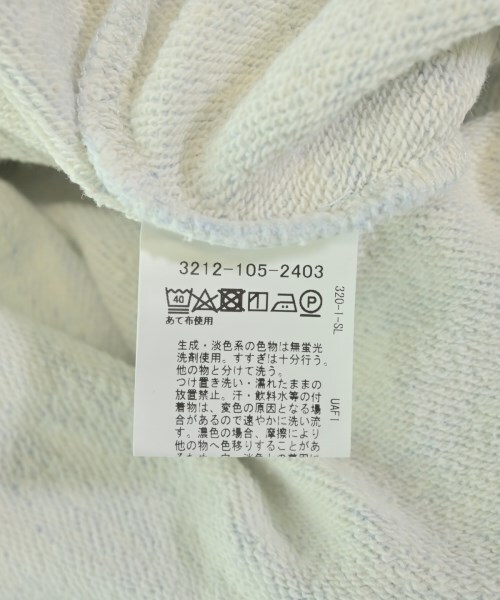 3212-105-2403
40
P
あて布使用
生成・淡色系の色物は無蛍光
洗剤使用。すすぎは十分行う。
他の物と分けて洗う。
つけ置き洗い・濡れたままの
放置禁止。汗・飲料水等の付
着物は、変色の原因となる場
合があるので速やかに洗い流
す。濃色の場合、摩擦により
他の物へ色移りすることがあ
320-I-SL
UAF I